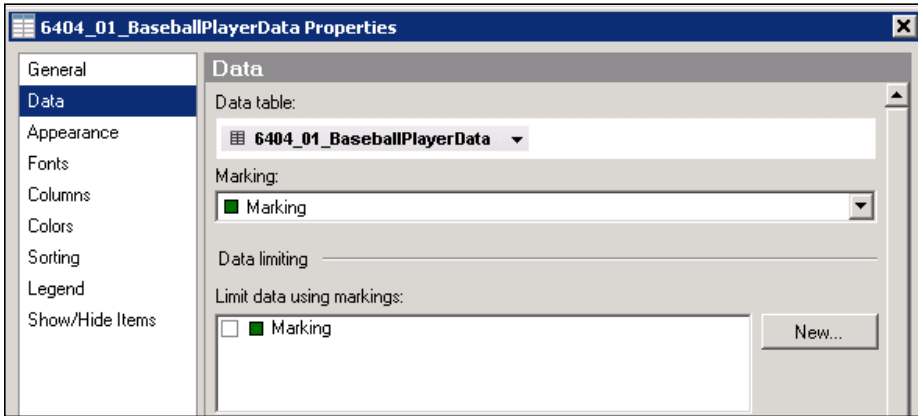 6404_01_BaseballPlayerData Properties
General
Data
Appearance
Fonts
Columns
Colors
Sorting
Legend
Show/Hide Items
Data
Data table:
6404_01_BaseballPlayerData
Marking:
Marking
Data limiting
Limit data using markings:
Marking
New...